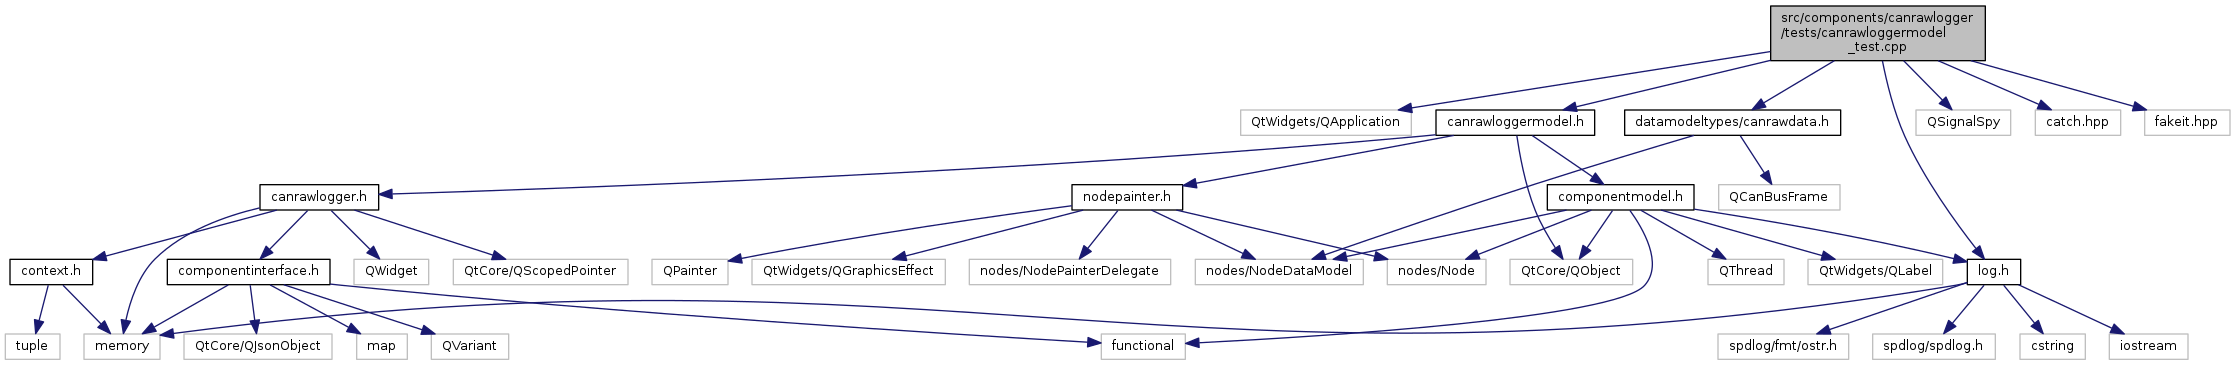 src/components/canrawlogger
/tests/canrawloggermodel
_test.cpp
QtWidgets/QApplication
canrawloggermodel.h
datamodeltypes/canrawdata.h
QSignalSpy
catch.hpp
fakeit.hpp
canrawlogger.h
nodepainter.h
componentmodel.h
QCanBusFrame
context.h
componentinterface.h
QWidget
QtCore/QScopedPointer
QPainter
QtWidgets/QGraphicsEffect
nodes/NodePainterDelegate
nodes/NodeDataModel
nodes/Node
QtCore/QObject
QThread
QtWidgets/QLabel
log.h
tuple
memory
QtCore/QJsonObject
map
QVariant
functional
spdlog/fmt/ostr.h
spdlog/spdlog.h
cstring
iostream